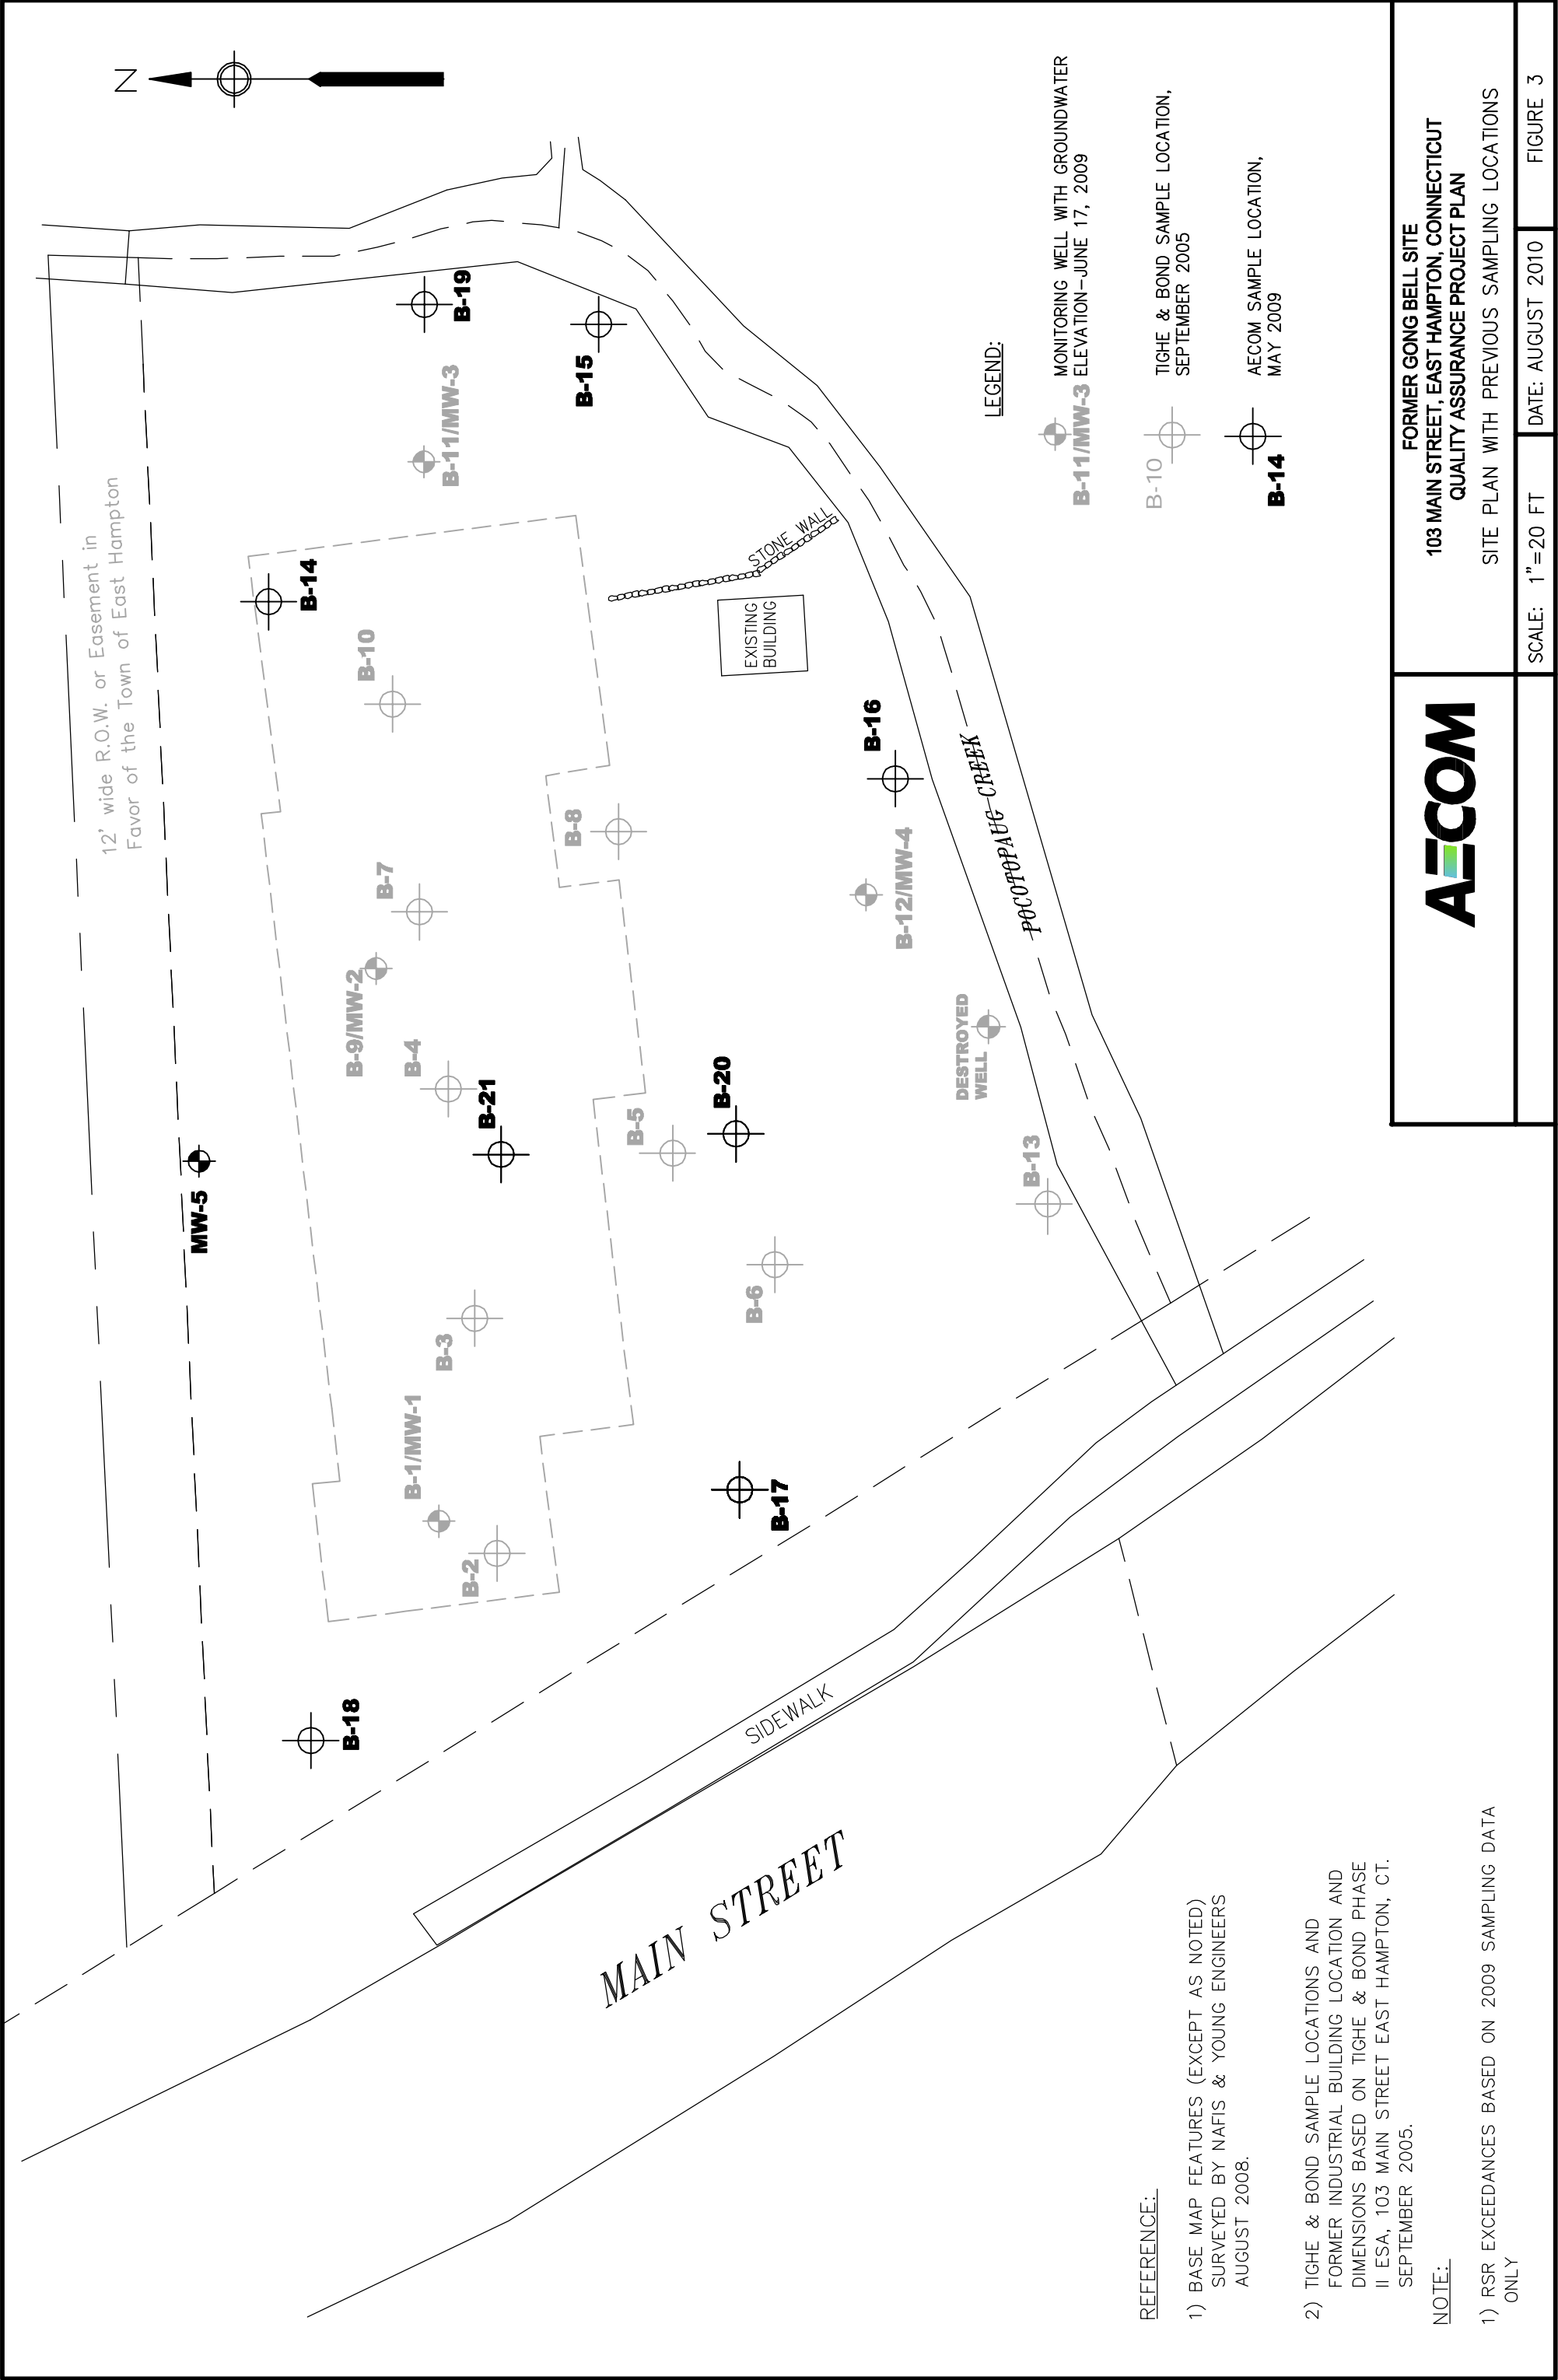 N
12' wide R.O.W. or Easement in
Favor of the Town of East Hampton
MW-5
B-18
B-14
B-19
B-15
B-11/MW-3
B-10
B-7
B-8
B-9/MW-2
B-4
B-21
B-5
B-20
B-3
B-6
B-1/MW-1
B-2
B-17
B-16
B-12/MW-4
DESTROYED
WELL
B-13
STONE WALL
EXISTING
BUILDING
POCOTOPAUG CREEK
SIDEWALK
MAIN STREET
LEGEND:
B-11/MW-3
MONITORING WELL WITH GROUNDWATER
ELEVATION-JUNE 17, 2009
B-10
TIGHE & BOND SAMPLE LOCATION,
SEPTEMBER 2005
B-14
AECOM SAMPLE LOCATION,
MAY 2009
REFERENCE:
1) BASE MAP FEATURES (EXCEPT AS NOTED)
SURVEYED BY NAFIS & YOUNG ENGINEERS
AUGUST 2008.
2) TIGHE & BOND SAMPLE LOCATIONS AND
FORMER INDUSTRIAL BUILDING LOCATION AND
DIMENSIONS BASED ON TIGHE & BOND PHASE
II ESA, 103 MAIN STREET EAST HAMPTON, CT.
SEPTEMBER 2005.
NOTE:
1) RSR EXCEEDANCES BASED ON 2009 SAMPLING DATA
ONLY
AECOM
FORMER GONG BELL SITE
103 MAIN STREET, EAST HAMPTON, CONNECTICUT
QUALITY ASSURANCE PROJECT PLAN
SITE PLAN WITH PREVIOUS SAMPLING LOCATIONS
SCALE: 1"=20 FT
DATE: AUGUST 2010
FIGURE 3